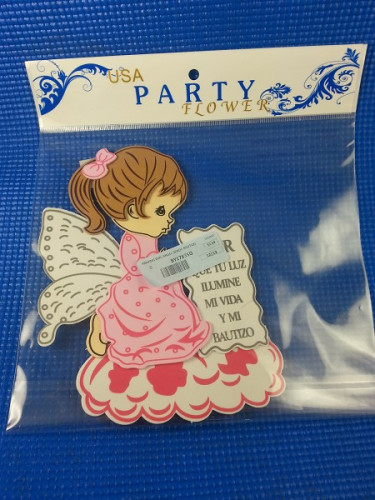 USA
PARTY
FLOWER
R
QUE TU LUZ
ILUMINE
MI VIDA
Y MI
BAUTIZO